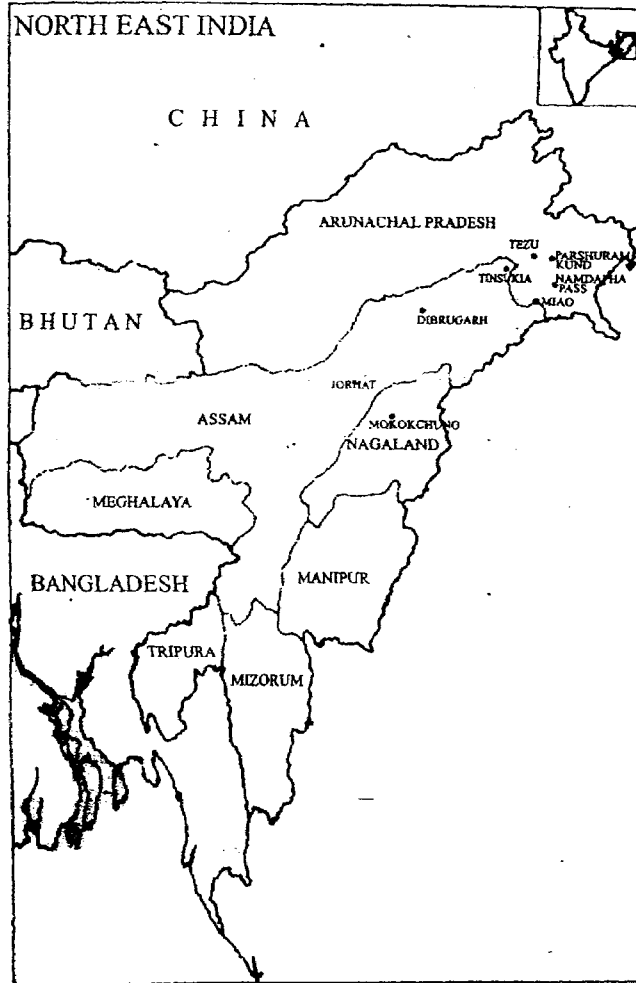 NORTH EAST INDIA
CHINA
ARUNACHAL PRADESH
TEZU
PARSHURAM
KUND
TINSUKIA
NAMDAPHA
PASS
MIAO
BHUTAN
DIBRUGARH
JORHAT
ASSAM
MOKOKCHUNG
NAGALAND
MEGHALAYA
MANIPUR
BANGLADESH
TRIPURA
MIZORUM